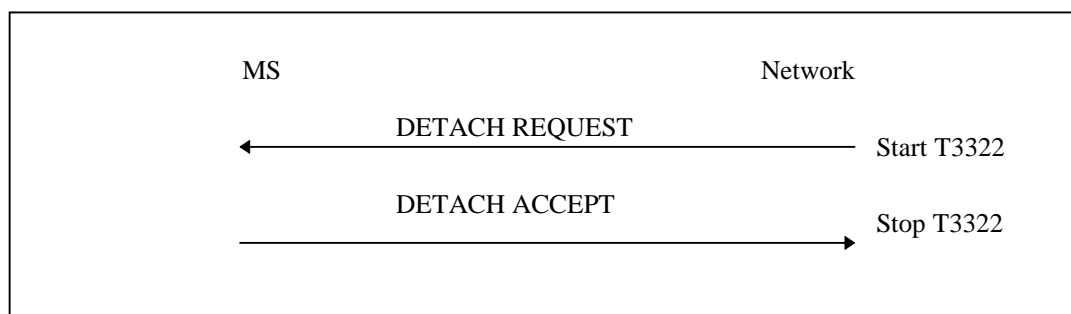 MS
Network
DETACH REQUEST
Start T3322
DETACH ACCEPT
Stop T3322